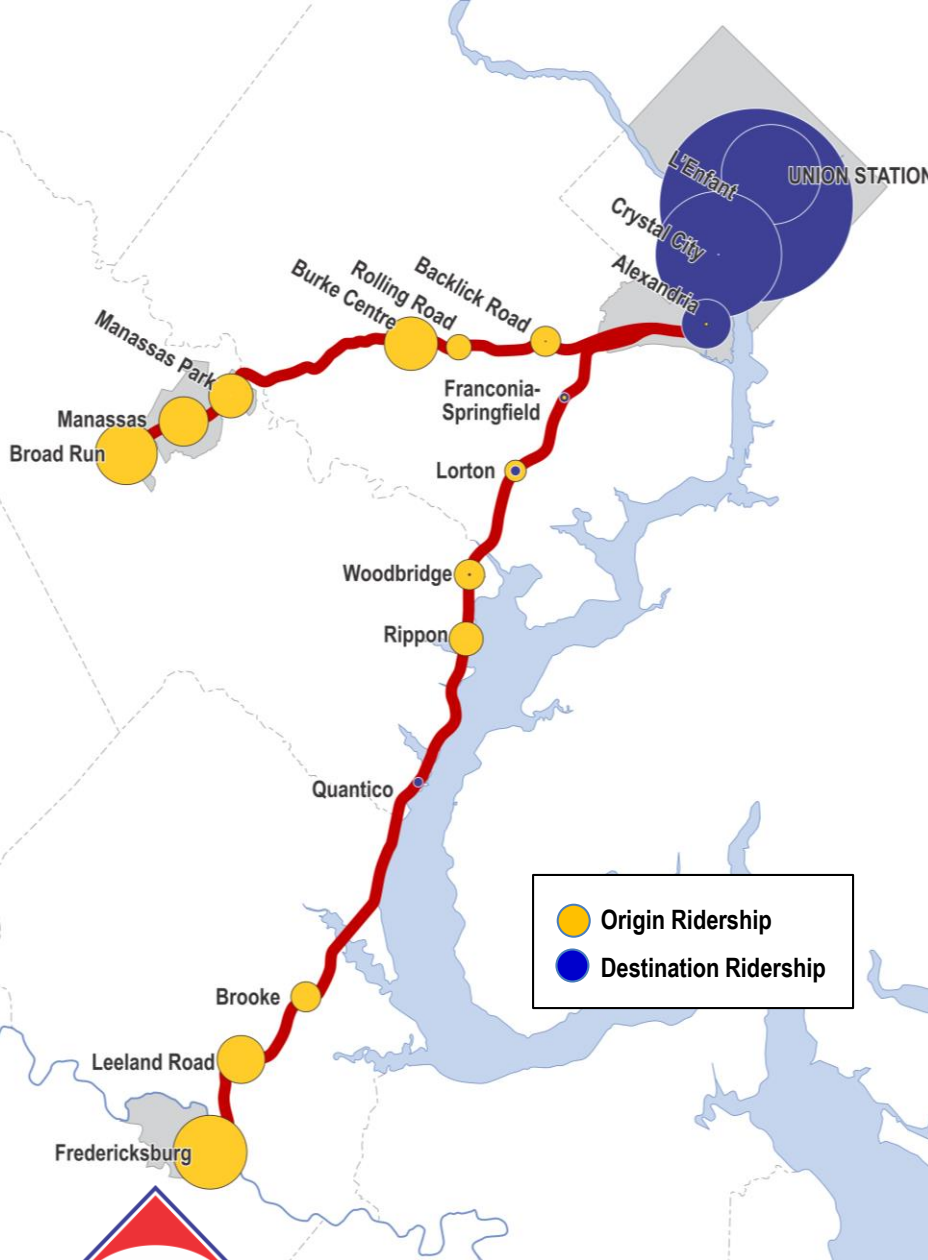 L'Enfant
UNION STATION
Crystal City
Alexandria
Backlick Road
Rolling Road
Burke Centre
Manassas Park
Manassas
Broad Run
Franconia-
Springfield
Lorton
Woodbridge
Rippon
Quantico
Origin Ridership
Destination Ridership
Brooke
Leeland Road
Fredericksburg